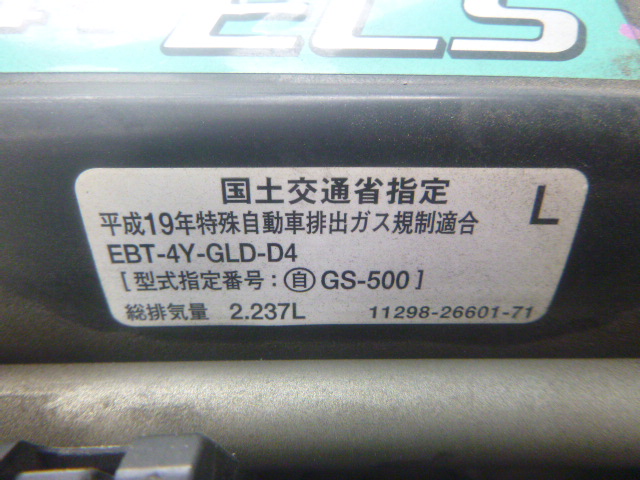 ELS
国土交通省指定
L
平成19年特殊自動車排出ガス規制適合
EBT-4Y-GLD-D4
[型式指定番号:㊀GS-500]
総排気量 2.237L 11298-26601-71